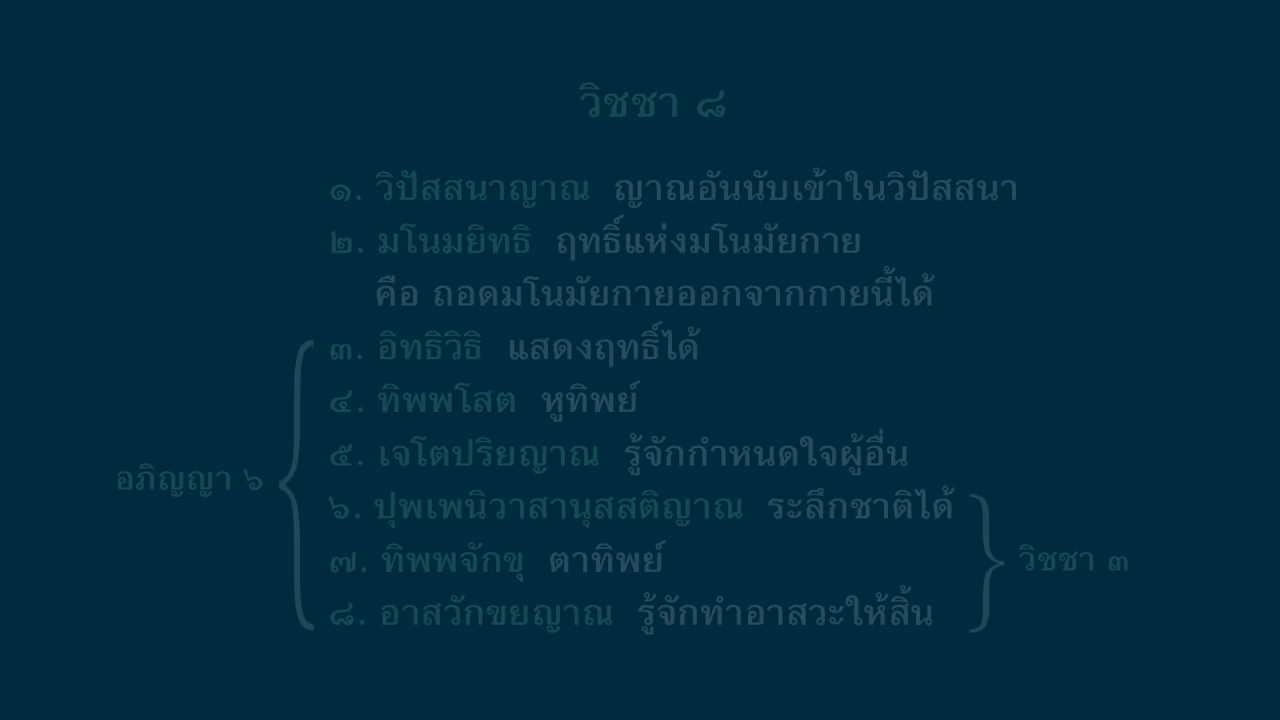 วิชชา ๘
๑. วิปัสสนาญาณ ญาณอันนับเข้าในวิปัสสนา
๒. มโนมยิทธิ ฤทธิ์แห่งมโนมัยกาย
คือ ถอดมโนมัยกายออกจากกายนี้ได้
๓. อิทธิวิธิ แสดงฤทธิ์ได้
๔. ทิพพโสต หูทิพย์
๕. เจโตปริยญาณ รู้จักกำหนดใจผู้อื่น
อภิญญา ๖
๖. ปุพเพนิวาสานุสสติญาณ ระลึกชาติได้
๗. ทิพพจักขุ ตาทิพย์
วิชชา ๓
๘. อาสวักขยญาณ รู้จักทำอาสวะให้สิ้น